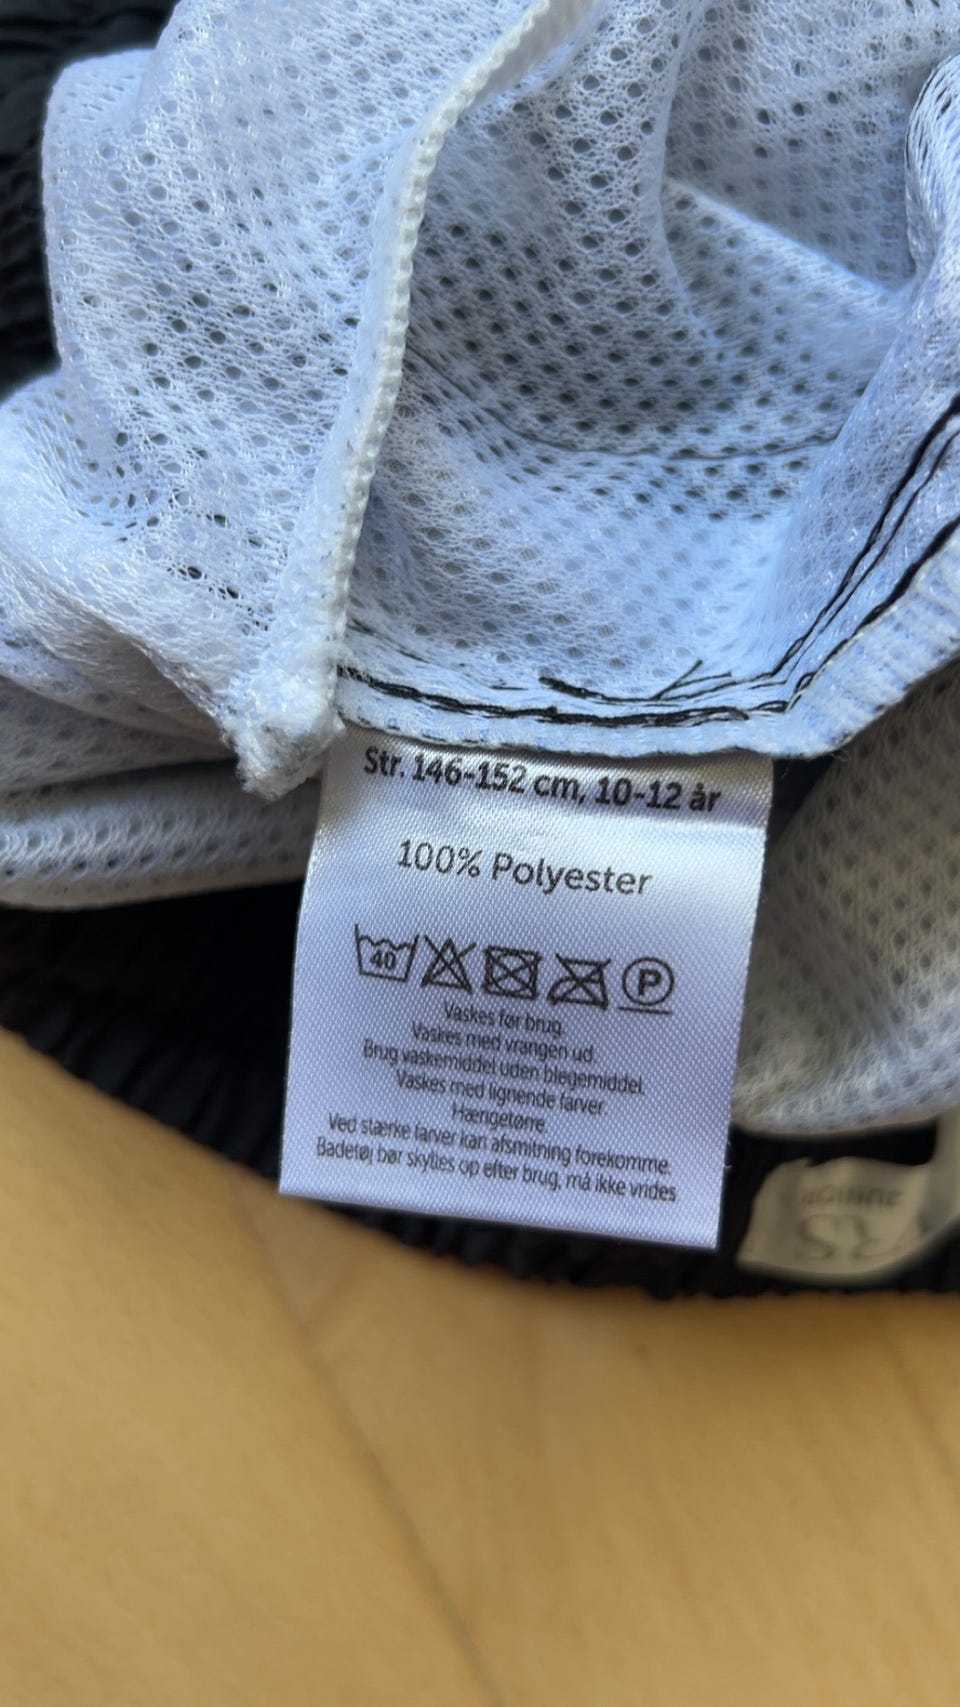 Str. 146-152 cm, 10-12 år
100% Polyester
40 P
Vaskes før brug.
Vaskes med vrangen ud.
Brug vaskemiddel uden blegemiddel.
Vaskes med lignende farver.
Hængetørre.
Ved stærke farver kan afsmitning forekomme.
Badetøj bør skylles op efter brug, må ikke vrides